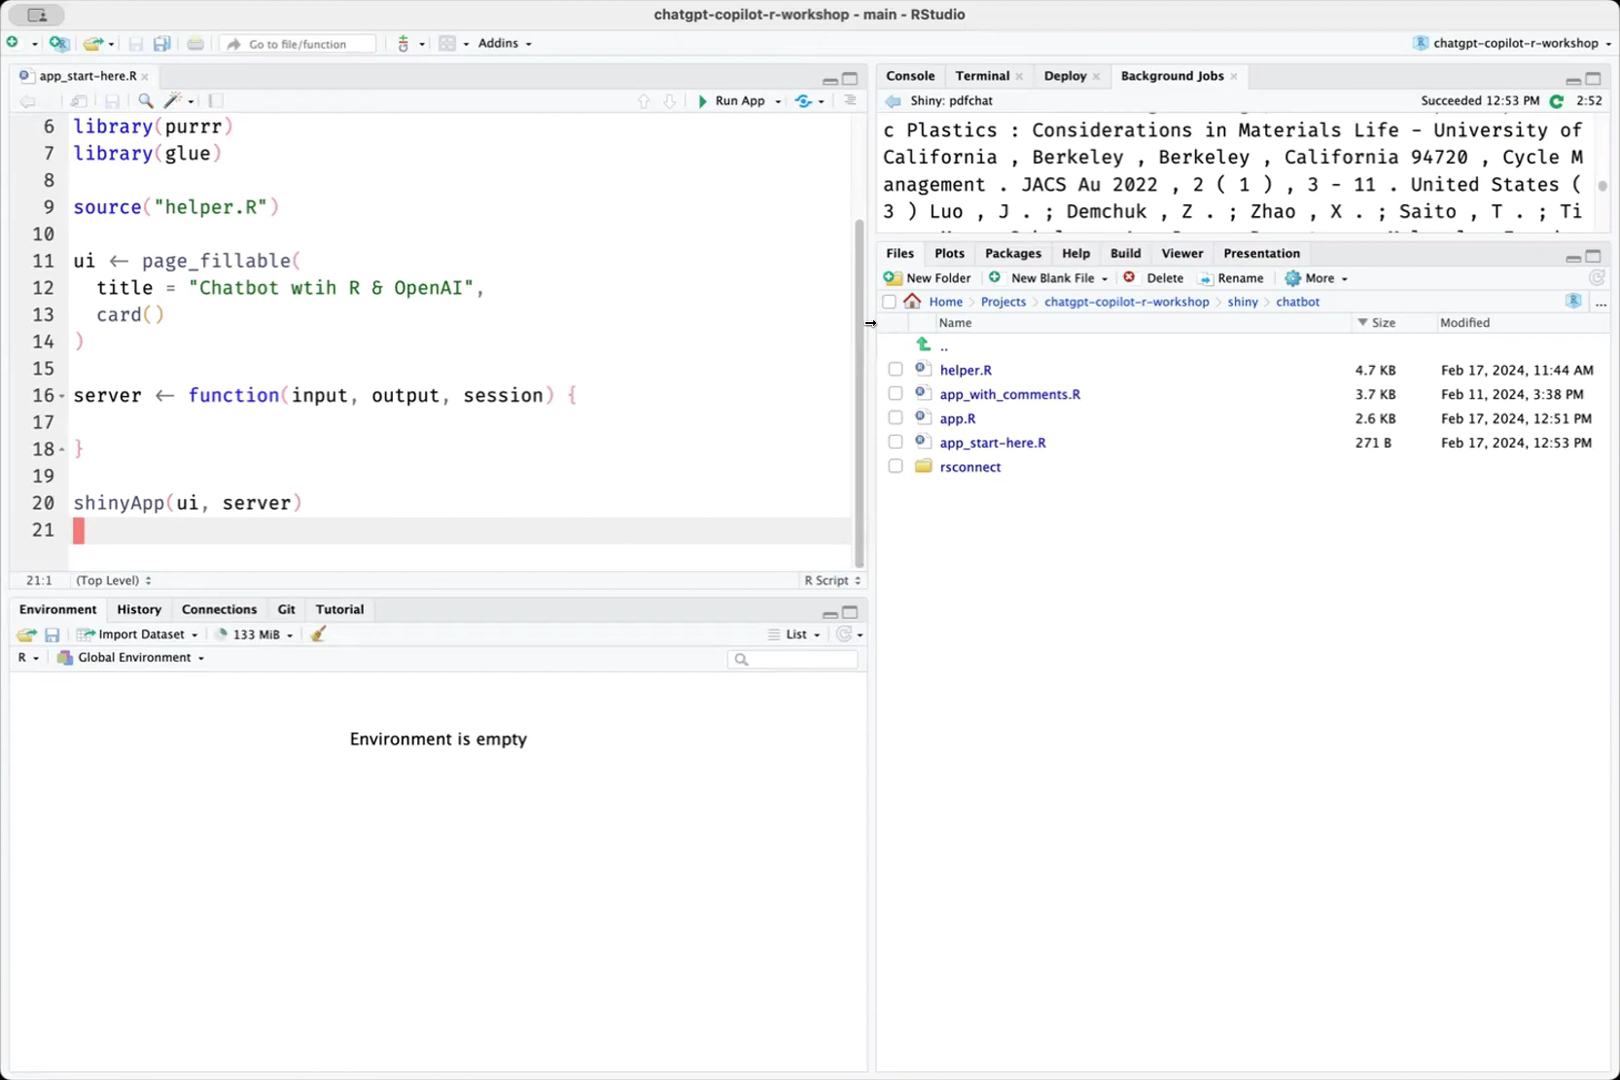 chatgpt-copilot-r-workshop - main - RStudio
Go to file/function
Addins
chatgpt-copilot-r-workshop
app_start-here.R
Run App
6 library(purrr)
7 library(glue)
8
9 source("helper.R")
10
11 ui ← page_fillable(
12 title = "Chatbot wtih R & OpenAI",
13 card()
14 )
15
16 server ← function(input, output, session) {
17
18 }
19
20 shinyApp(ui, server)
21
21:1 (Top Level) R Script
Environment History Connections Git Tutorial
Import Dataset 133 MiB List
R Global Environment
Environment is empty
Console Terminal Deploy Background Jobs
Shiny: pdfchat Succeeded 12:53 PM 2:52
c Plastics : Considerations in Materials Life - University of
California , Berkeley , Berkeley , California 94720 , Cycle M
anagement . JACS Au 2022 , 2 ( 1 ) , 3 - 11 . United States (
3 ) Luo , J . ; Demchuk , Z . ; Zhao , X . ; Saito , T . ; Ti
Files Plots Packages Help Build Viewer Presentation
New Folder New Blank File Delete Rename More
Home Projects chatgpt-copilot-r-workshop shiny chatbot ...
Name Size Modified
..
helper.R 4.7 KB Feb 17, 2024, 11:44 AM
app_with_comments.R 3.7 KB Feb 11, 2024, 3:38 PM
app.R 2.6 KB Feb 17, 2024, 12:51 PM
app_start-here.R 271 B Feb 17, 2024, 12:53 PM
rsconnect